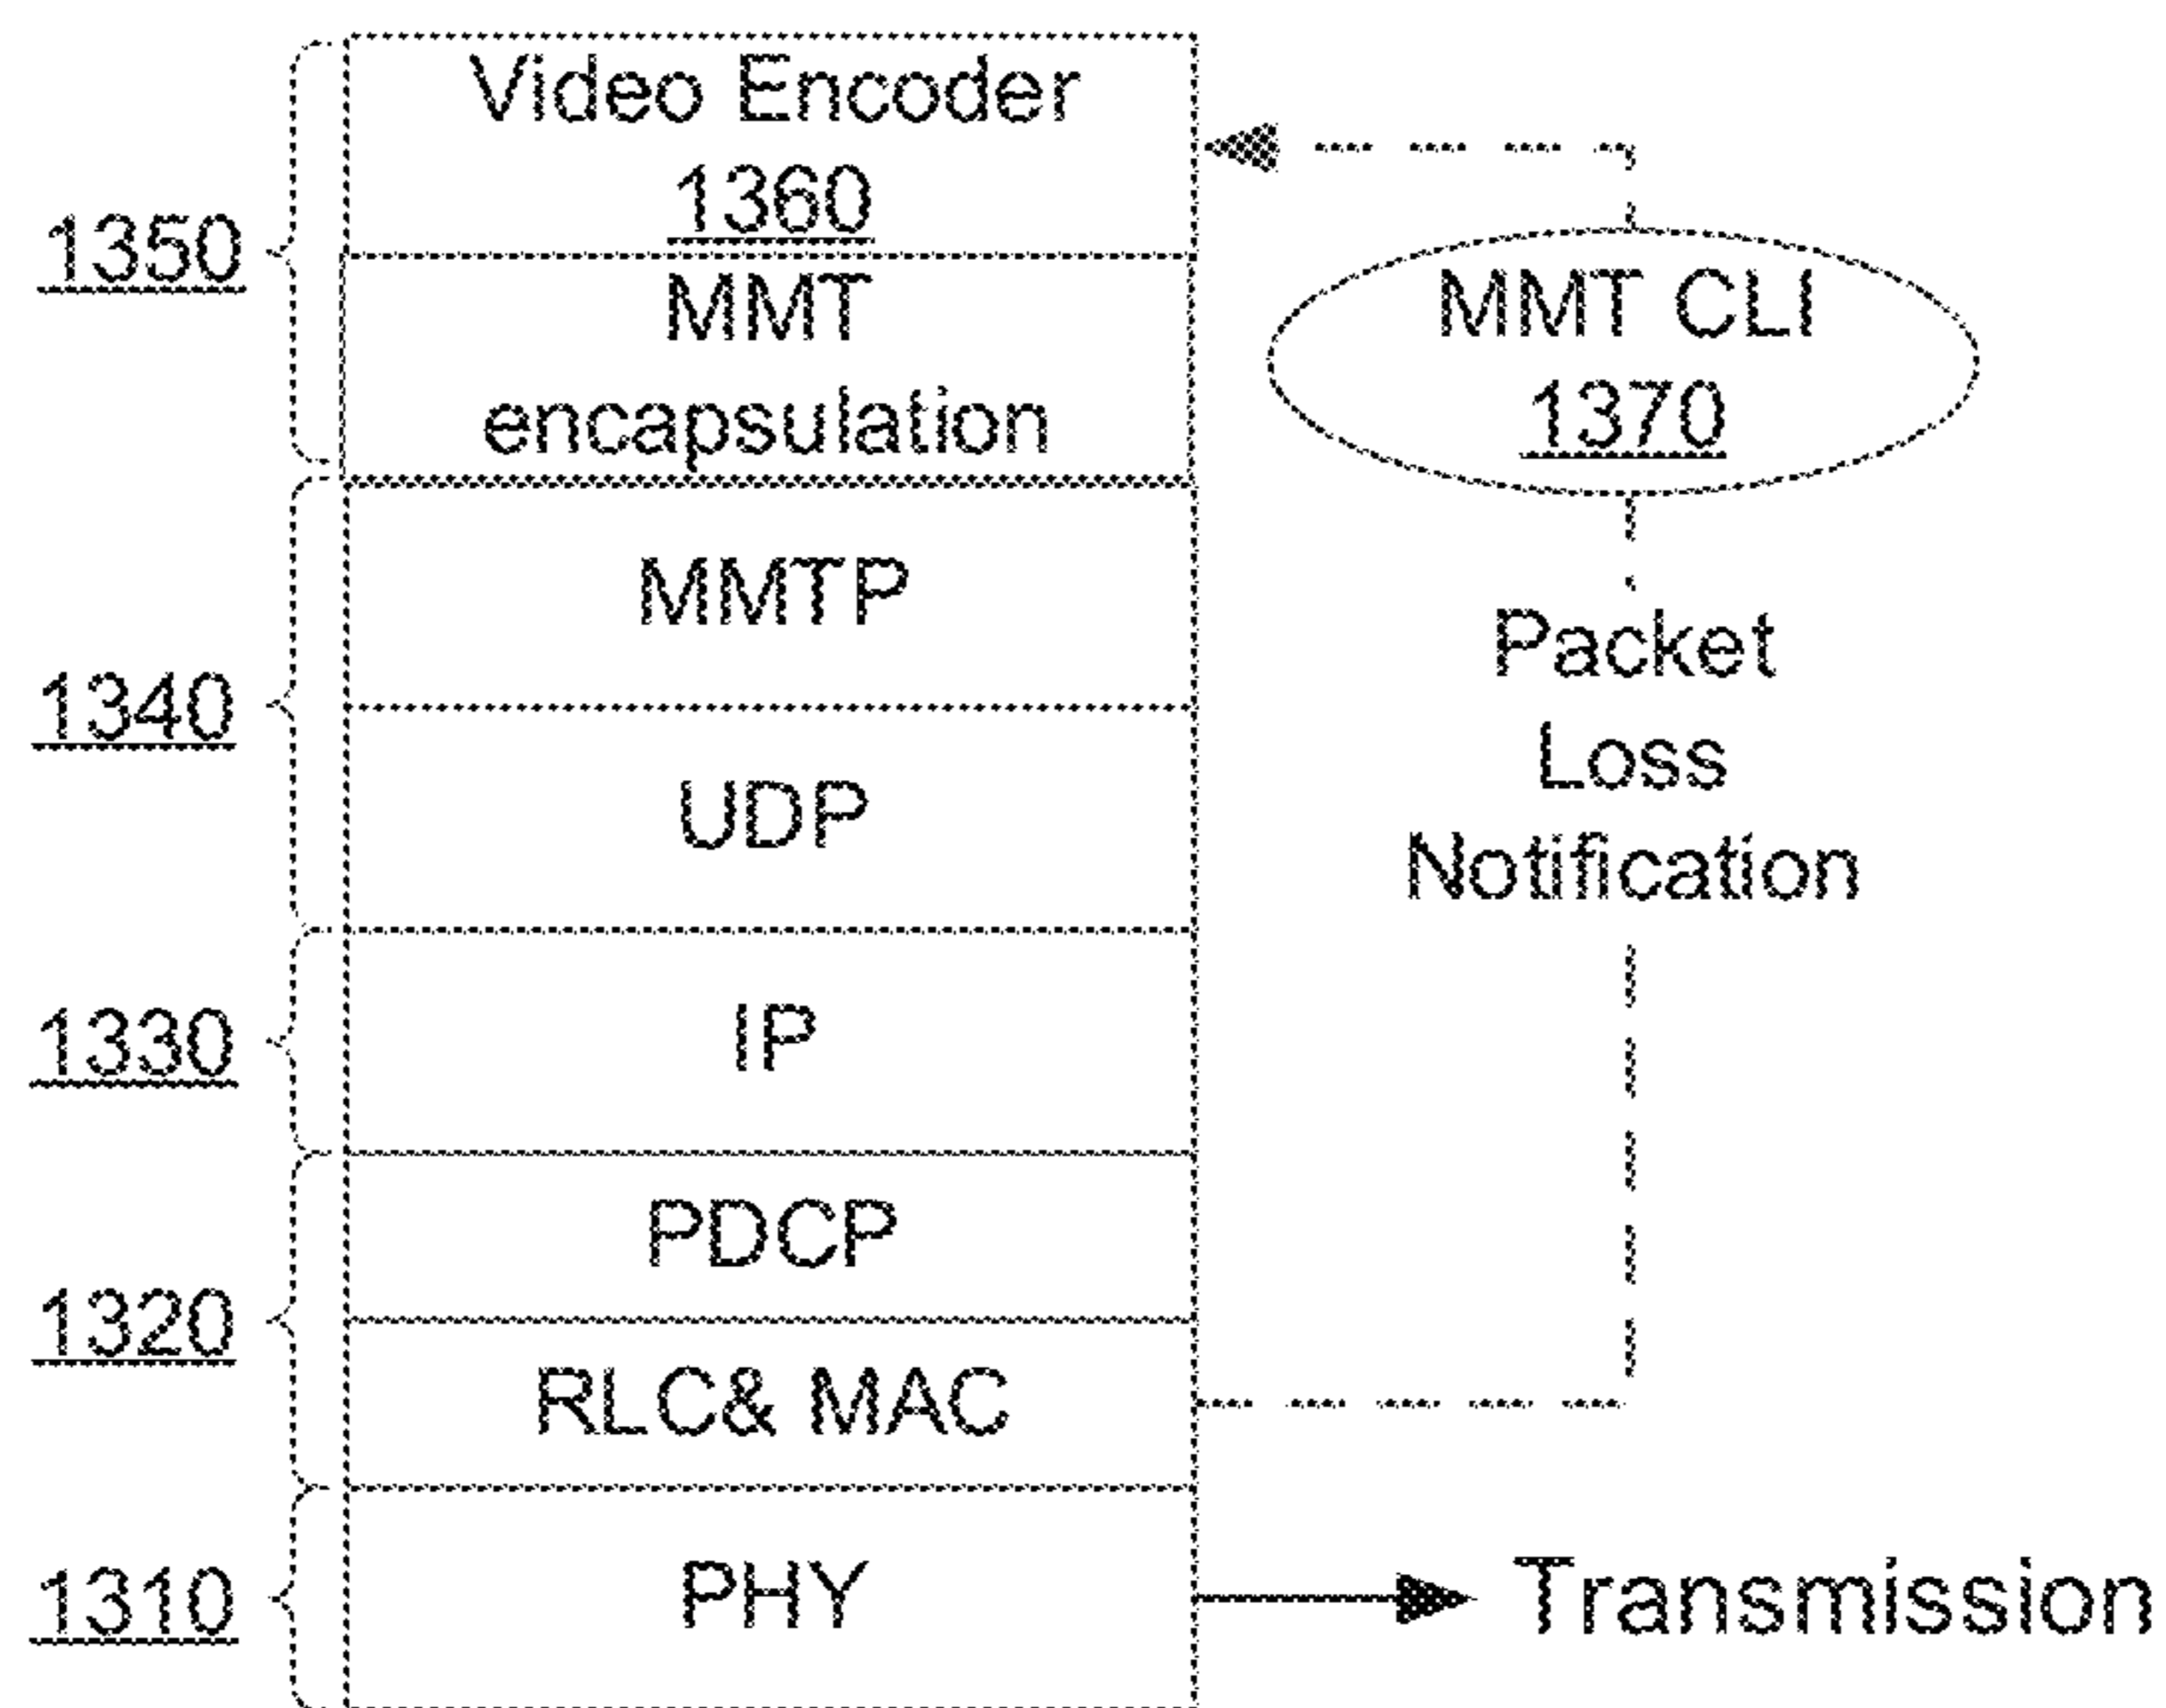 Video Encoder
1360
1350
MMT
encapsulation
MMT CLI
1370
MMTP
1340
UDP
Packet
Loss
Notification
1330
IP
PDCP
1320
RLC& MAC
1310
PHY
Transmission